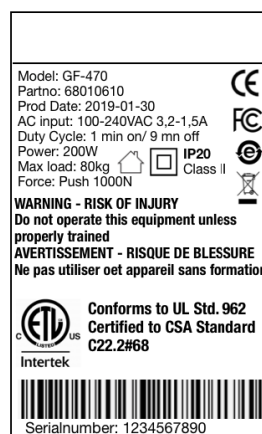 Model: GF-470
Partno: 68010610
Prod Date: 2019-01-30
AC input: 100-240VAC 3,2-1,5A
Duty Cycle: 1 min on/ 9 mn off
Power: 200W
Max load: 80kg
Force: Push 1000N
IP20
Class II
CE
FC
e
WARNING - RISK OF INJURY
Do not operate this equipment unless
properly trained
AVERTISSEMENT - RISQUE DE BLESSURE
Ne pas utiliser oet appareil sans formation
C ETL US
LISTED
Intertek
Conforms to UL Std. 962
Certified to CSA Standard
C22.2#68
Serialnumber: 1234567890